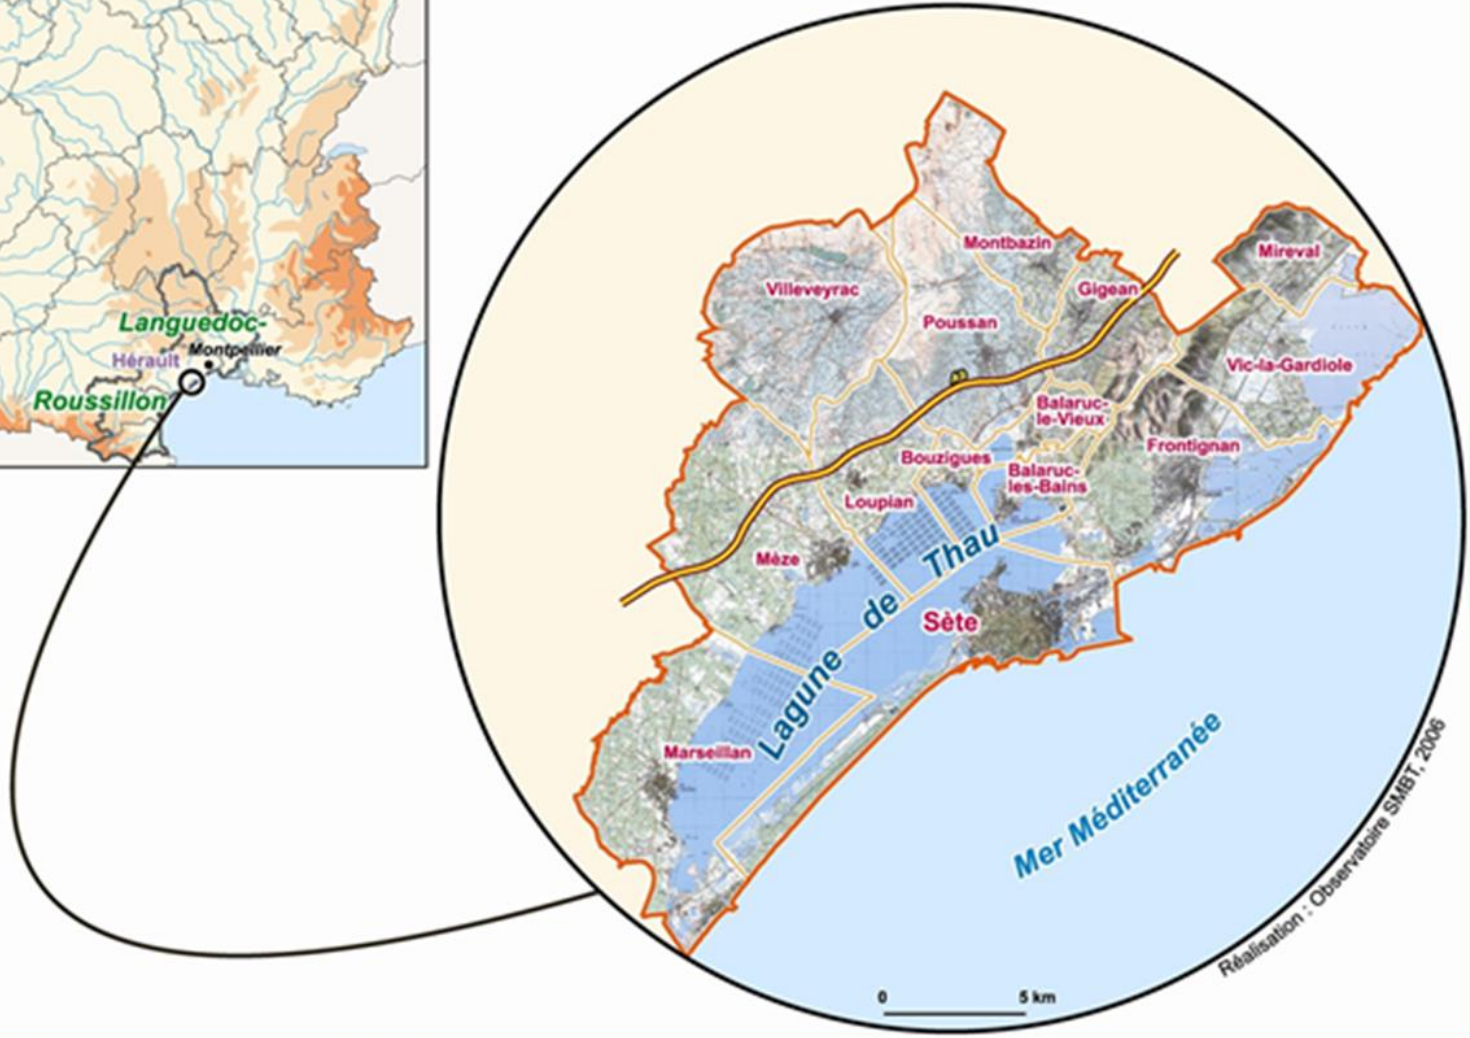 Languedoc-
Hérault
Montpellier
Roussillon
Mireval
Montbazin
Villeveyrac
Gigean
Poussan
Vic-la-Gardiole
Balaruc-
le-Vieux
Frontignan
Bouzigues
Balaruc-
les-Bains
Loupian
Mèze
Sète
Marseillan
Lagune de Thau
Mer Méditerranée
Réalisation : Observatoire SMBT, 2006
0
5 km